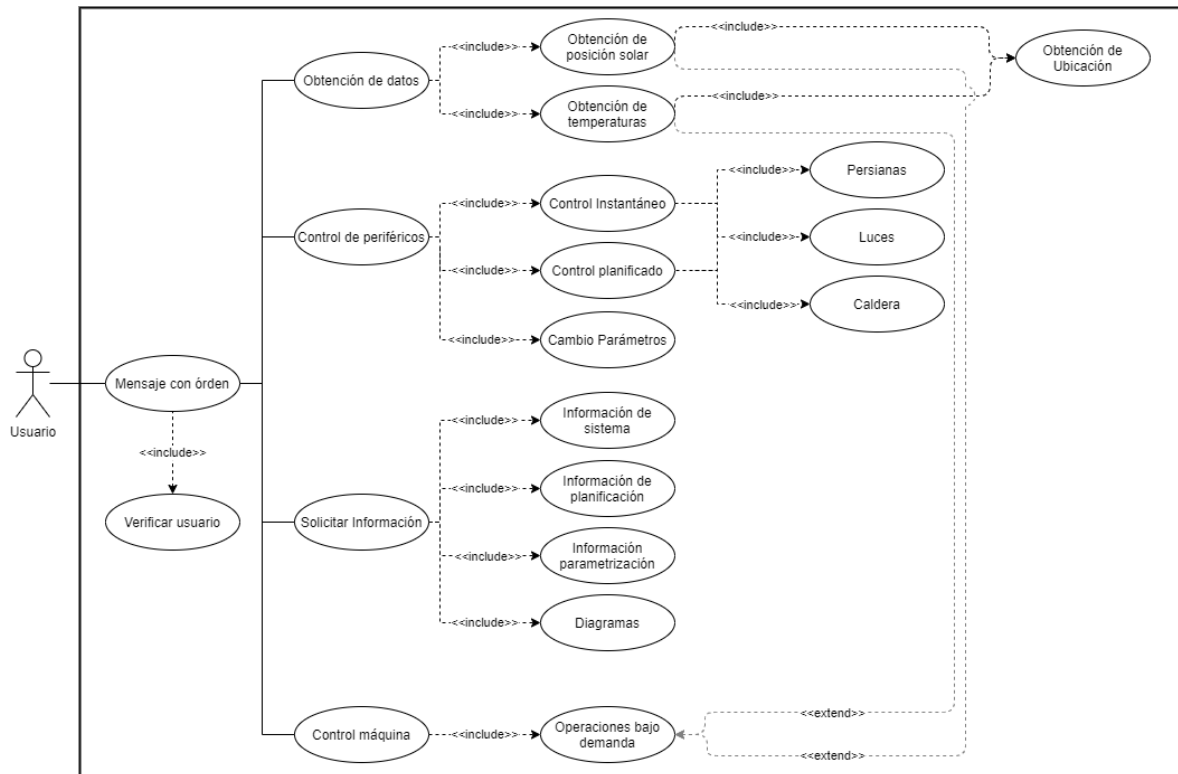 <<include>>
Obtención de
posición solar
<<include>>
Obtención de
Ubicación
Obtención de datos
<<include>>
Obtención de
temperaturas
<<include>>
<<include>>
Persianas
Control de periféricos
<<include>>
Control Instantáneo
<<include>>
Luces
<<include>>
Control planificado
<<include>>
Caldera
<<include>>
Cambio Parámetros
Usuario
Mensaje con órden
<<include>>
Verificar usuario
<<include>>
Información de
sistema
Solicitar Información
<<include>>
Información de
planificación
<<include>>
Información
parametrización
<<include>>
Diagramas
Control máquina
<<include>>
Operaciones bajo
demanda
<<extend>>
<<extend>>